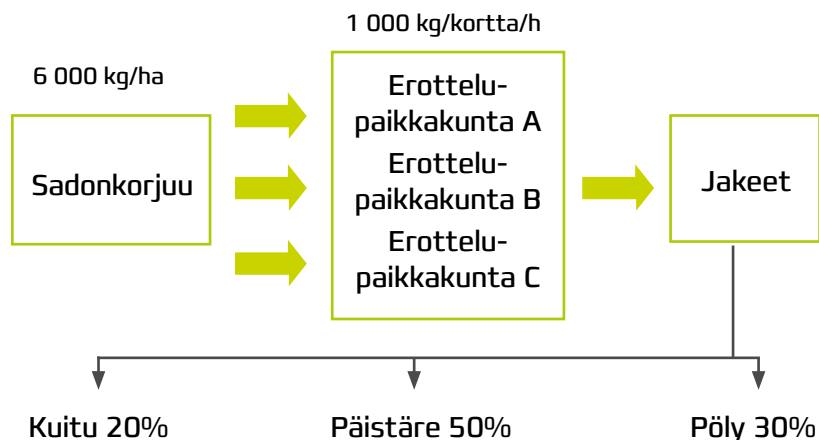 1 000 kg/kortta/h
6 000 kg/ha
Sadonkorjuu
Erottelu-
paikkakunta A
Erottelu-
paikkakunta B
Erottelu-
paikkakunta C
Jakeet
Kuitu 20%
Päistäre 50%
Pöly 30%